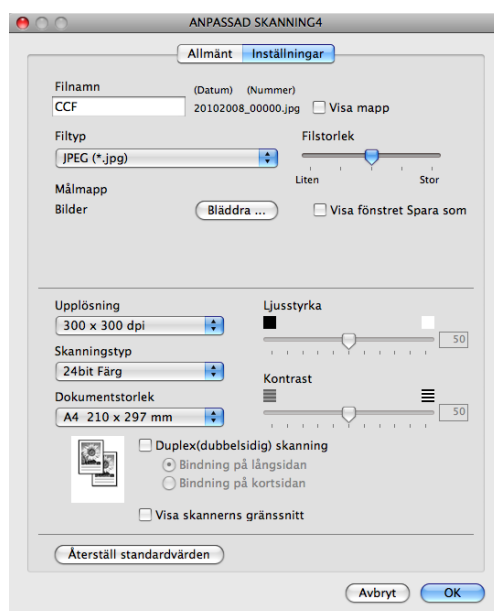 ANPASSAD SKANNING4
Allmänt Inställningar
Filnamn (Datum) (Nummer)
CCF 20102008_00000.jpg Visa mapp
Filtyp Filstorlek
JPEG (*.jpg)
Liten Stor
Målmapp
Bilder Bläddra ... Visa fönstret Spara som
Upplösning Ljusstyrka
300 x 300 dpi
50
Skanningstyp
24bit Färg
Kontrast
Dokumentstorlek
A4 210 x 297 mm 50
Duplex(dubbelsidig) skanning
Bindning på långsidan
Bindning på kortsidan
Visa skannerns gränssnitt
Återställ standardvärden
Avbryt OK